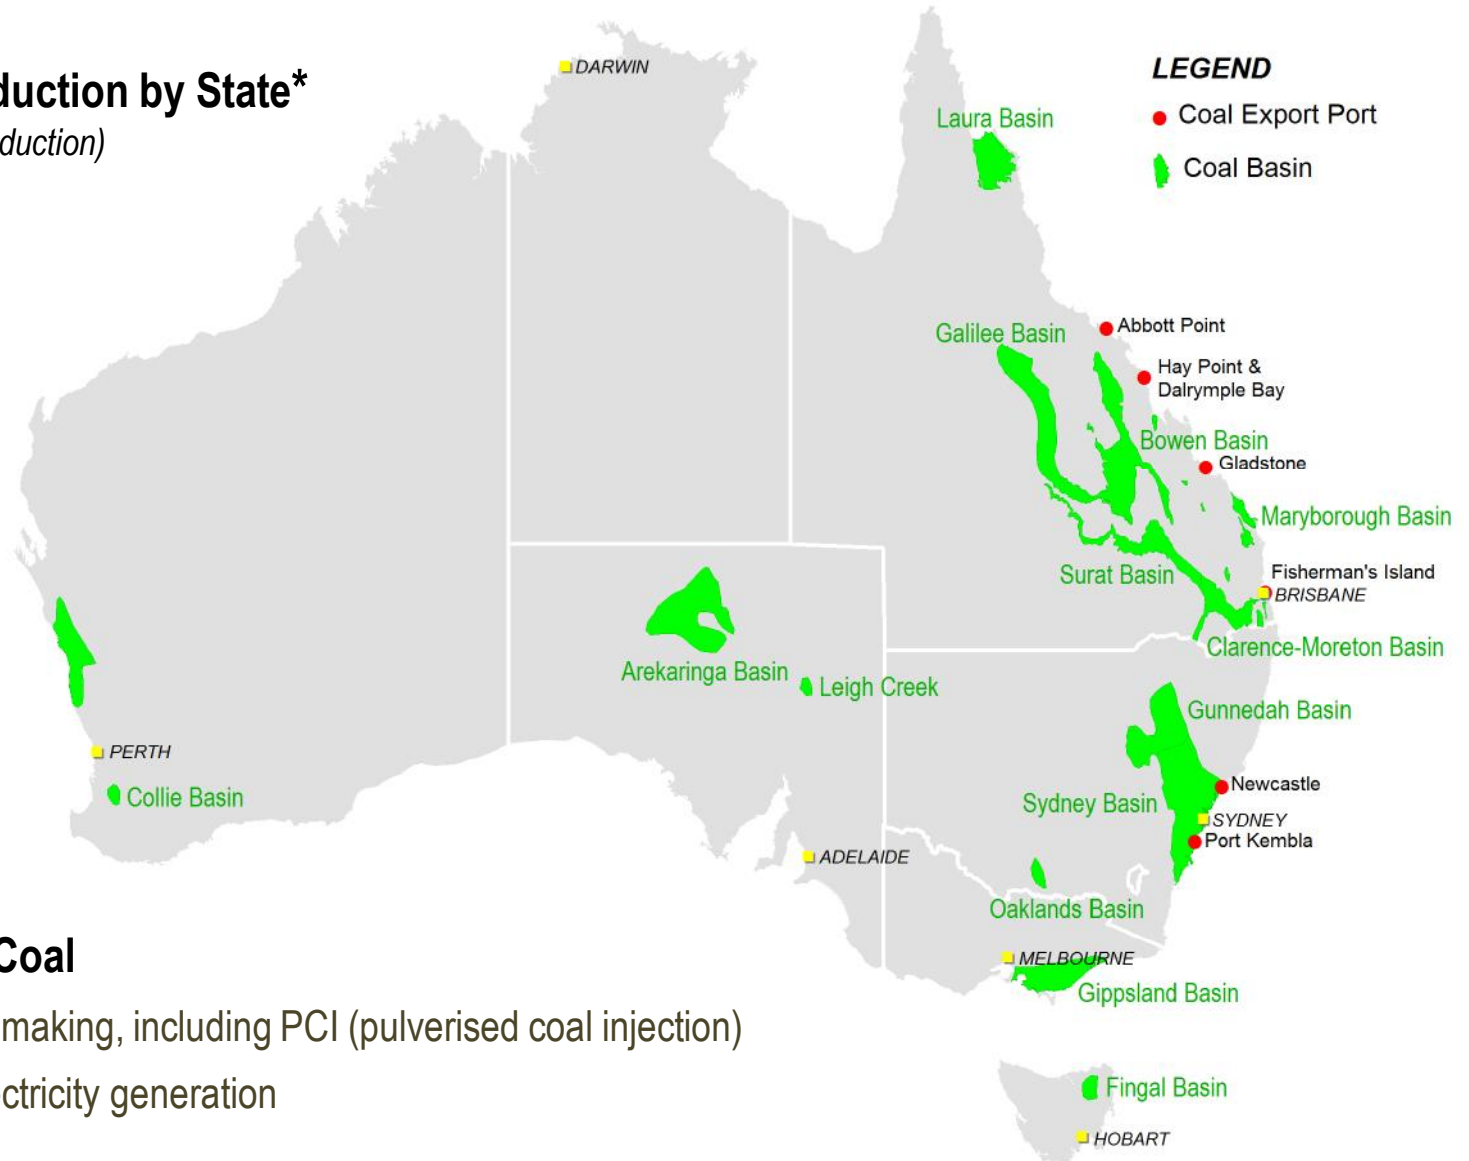 duction by State*
duction)
LEGEND
Coal Export Port
Coal Basin
DARWIN
Laura Basin
Galilee Basin
Abbott Point
Hay Point &
Dalrymple Bay
Bowen Basin
Gladstone
Maryborough Basin
Surat Basin
Fisherman's Island
BRISBANE
Clarence-Moreton Basin
Arekaringa Basin
Leigh Creek
Gunnedah Basin
PERTH
Collie Basin
Newcastle
Sydney Basin
SYDNEY
Port Kembla
ADELAIDE
Oaklands Basin
MELBOURNE
Gippsland Basin
Coal
making, including PCI (pulverised coal injection)
ctricity generation
Fingal Basin
HOBART